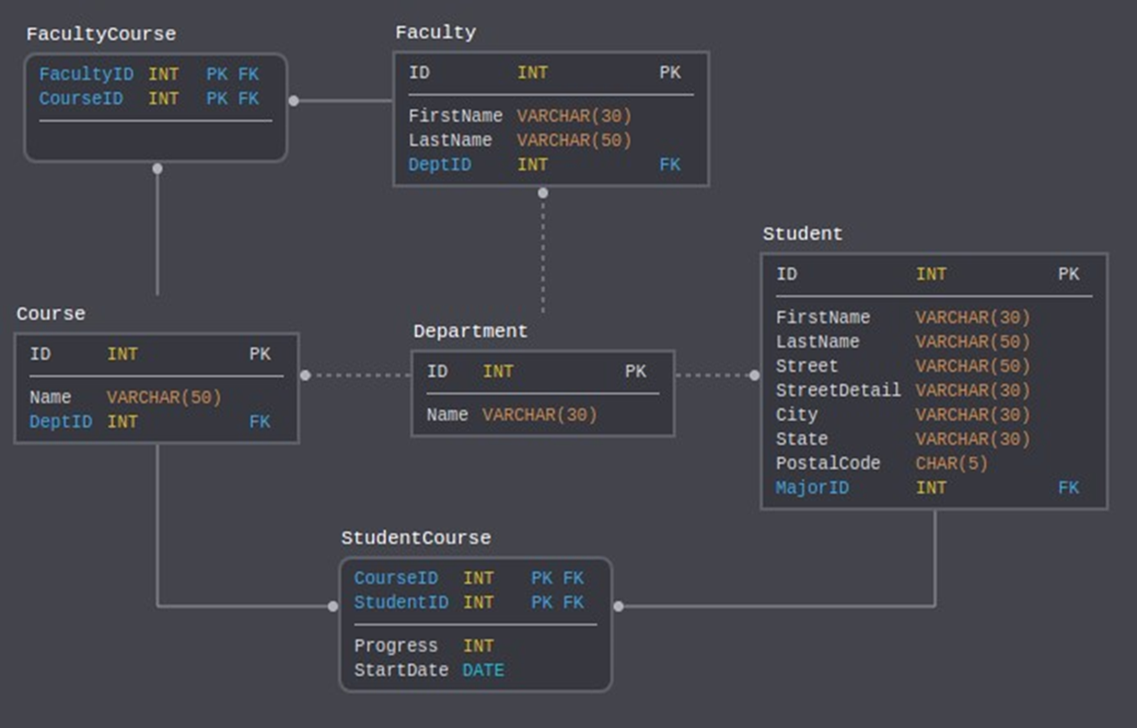 FacultyCourse
FacultyID INT PK FK
CourseID INT PK FK
Faculty
ID INT PK
FirstName VARCHAR(30)
LastName VARCHAR(50)
DeptID INT FK
Student
ID INT PK
FirstName VARCHAR(30)
LastName VARCHAR(50)
Street VARCHAR(50)
StreetDetail VARCHAR(30)
City VARCHAR(30)
State VARCHAR(30)
PostalCode CHAR(5)
MajorID INT FK
Course
ID INT PK
Name VARCHAR(50)
DeptID INT FK
Department
ID INT PK
Name VARCHAR(30)
StudentCourse
CourseID INT PK FK
StudentID INT PK FK
Progress INT
StartDate DATE